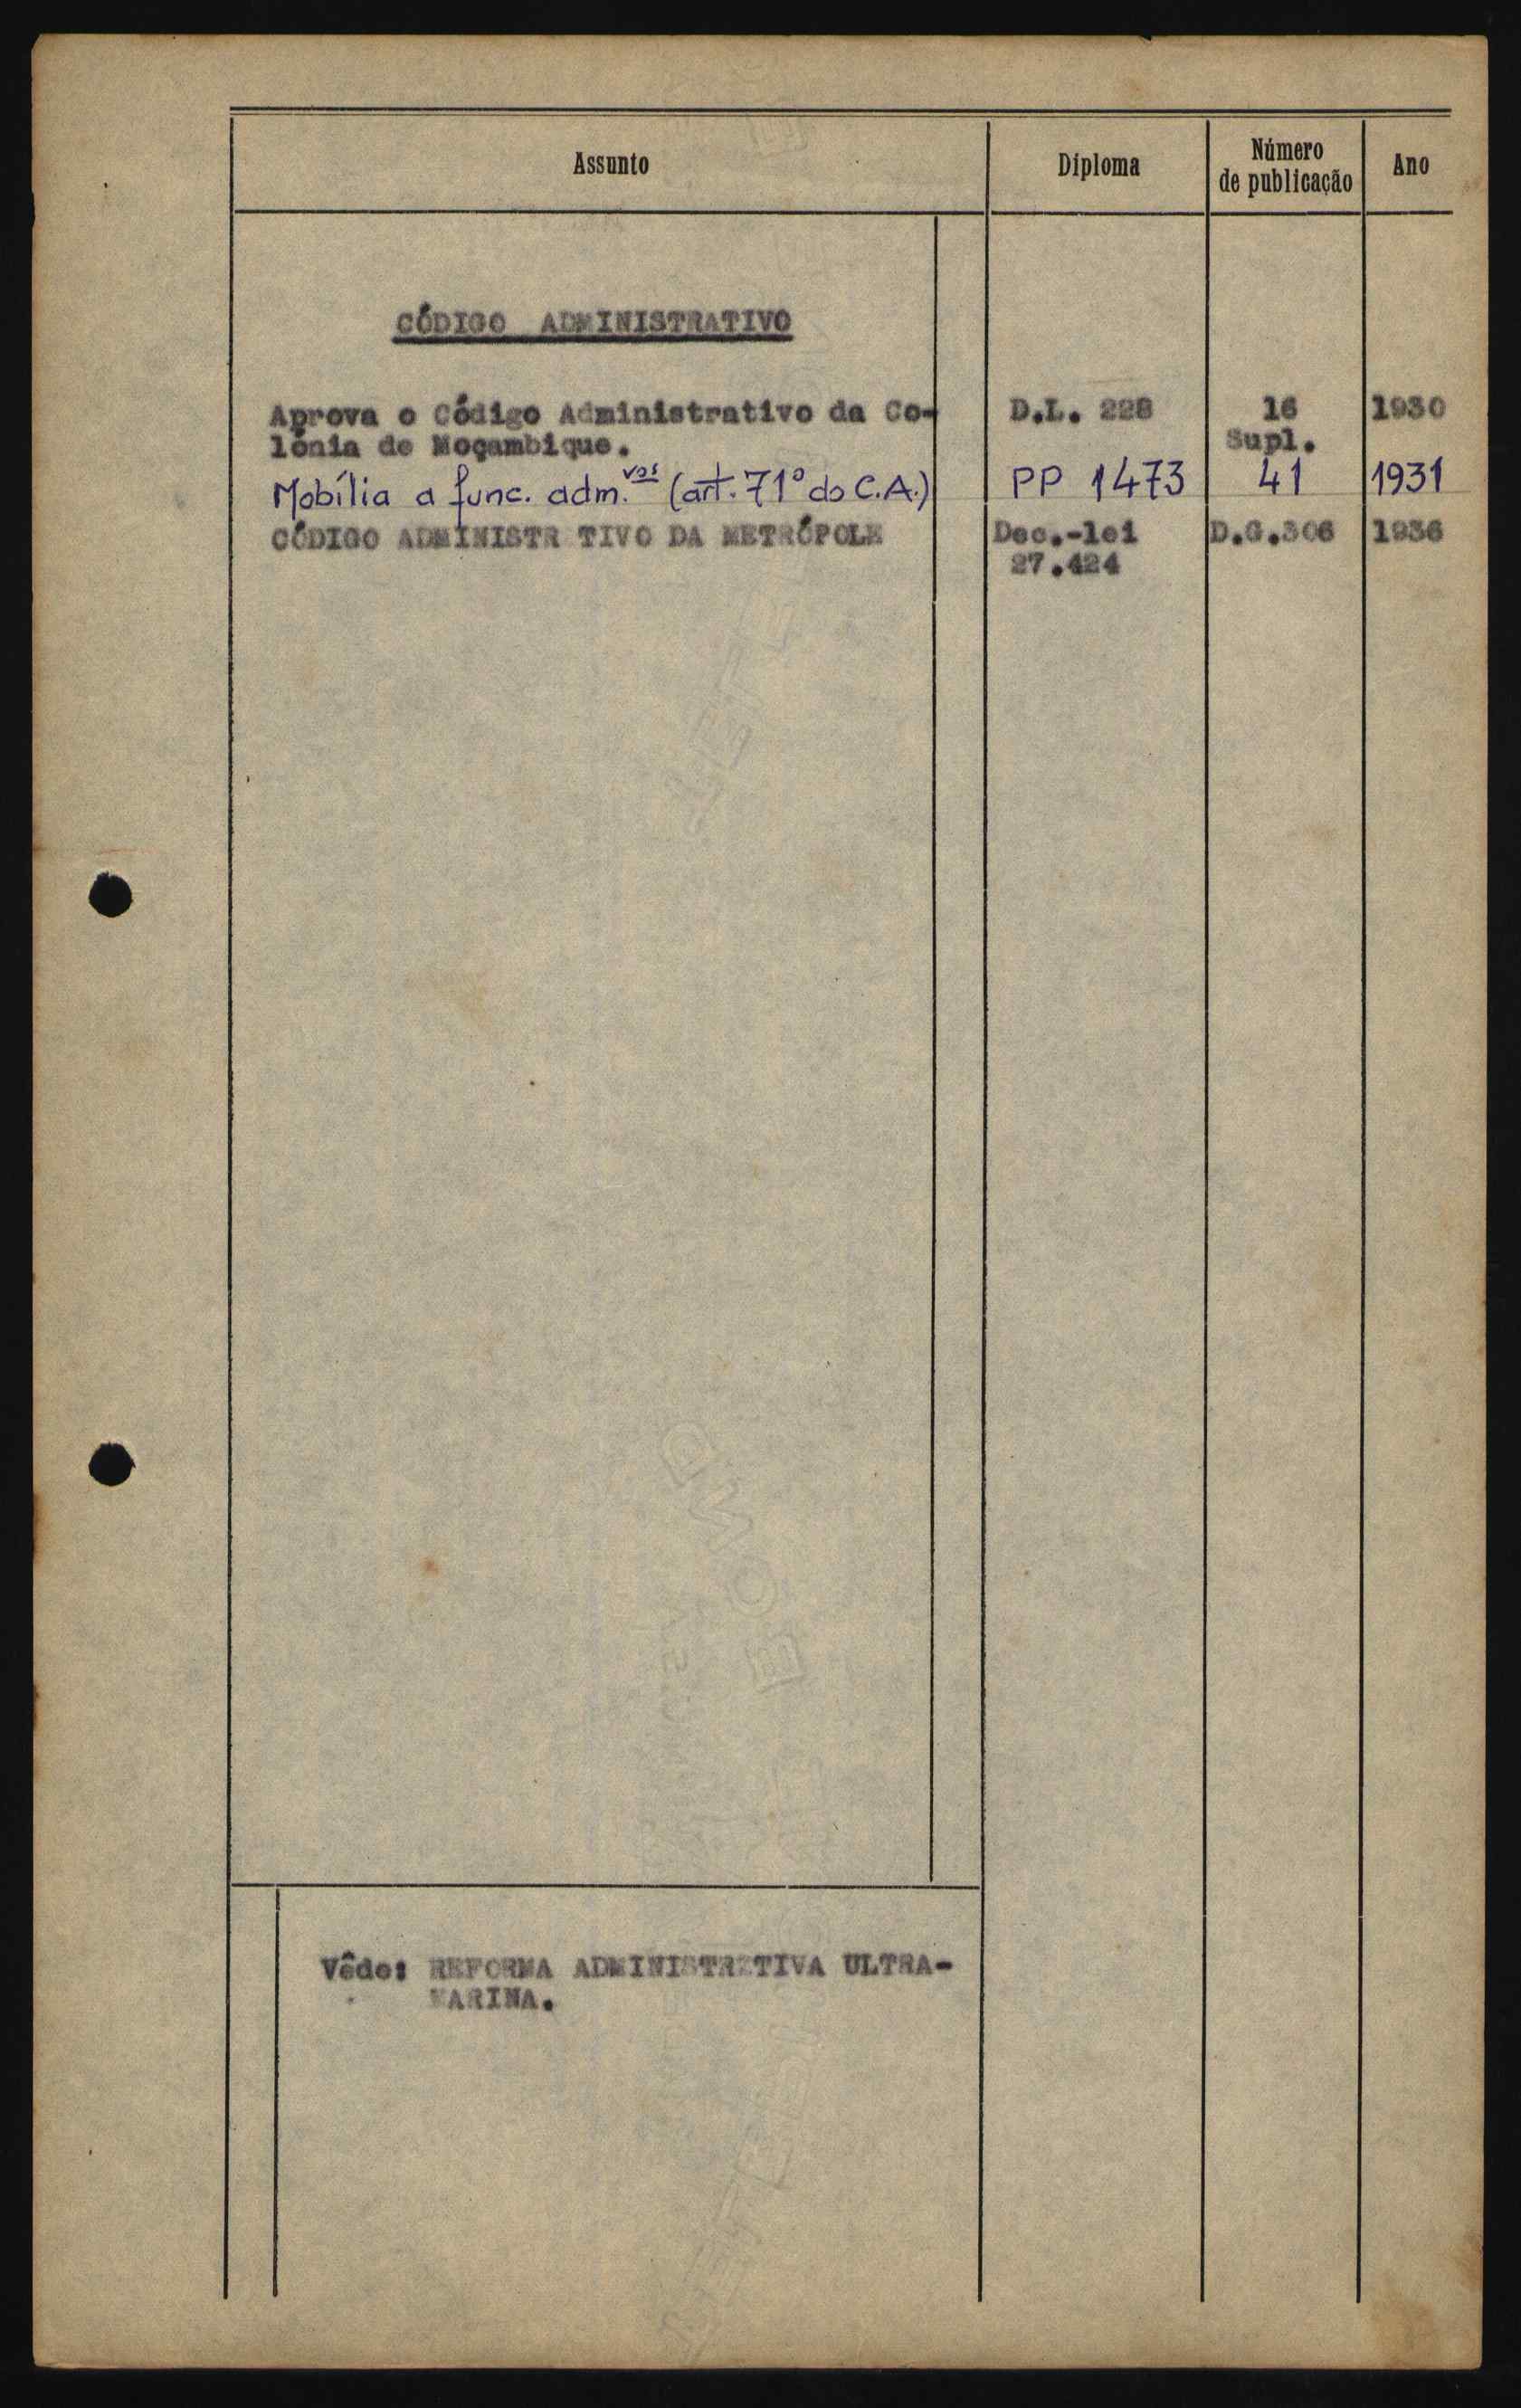 Assunto Diploma Número de publicação Ano
CÓDIGO ADMINISTRATIVO
Aprova o Código Administrativo da Co- D.L. 228 16 1930
lónia de Moçambique. Supl.
Mobília a func. adm.vos (art. 71º do C.A.) PP 1473 41 1931
CÓDIGO ADMINISTR TIVO DA METRÓPOLE Dec.-lei D.G.306 1936
27.424
Vêde: REFORMA ADMINISTRETIVA ULTRA-
MARINA.